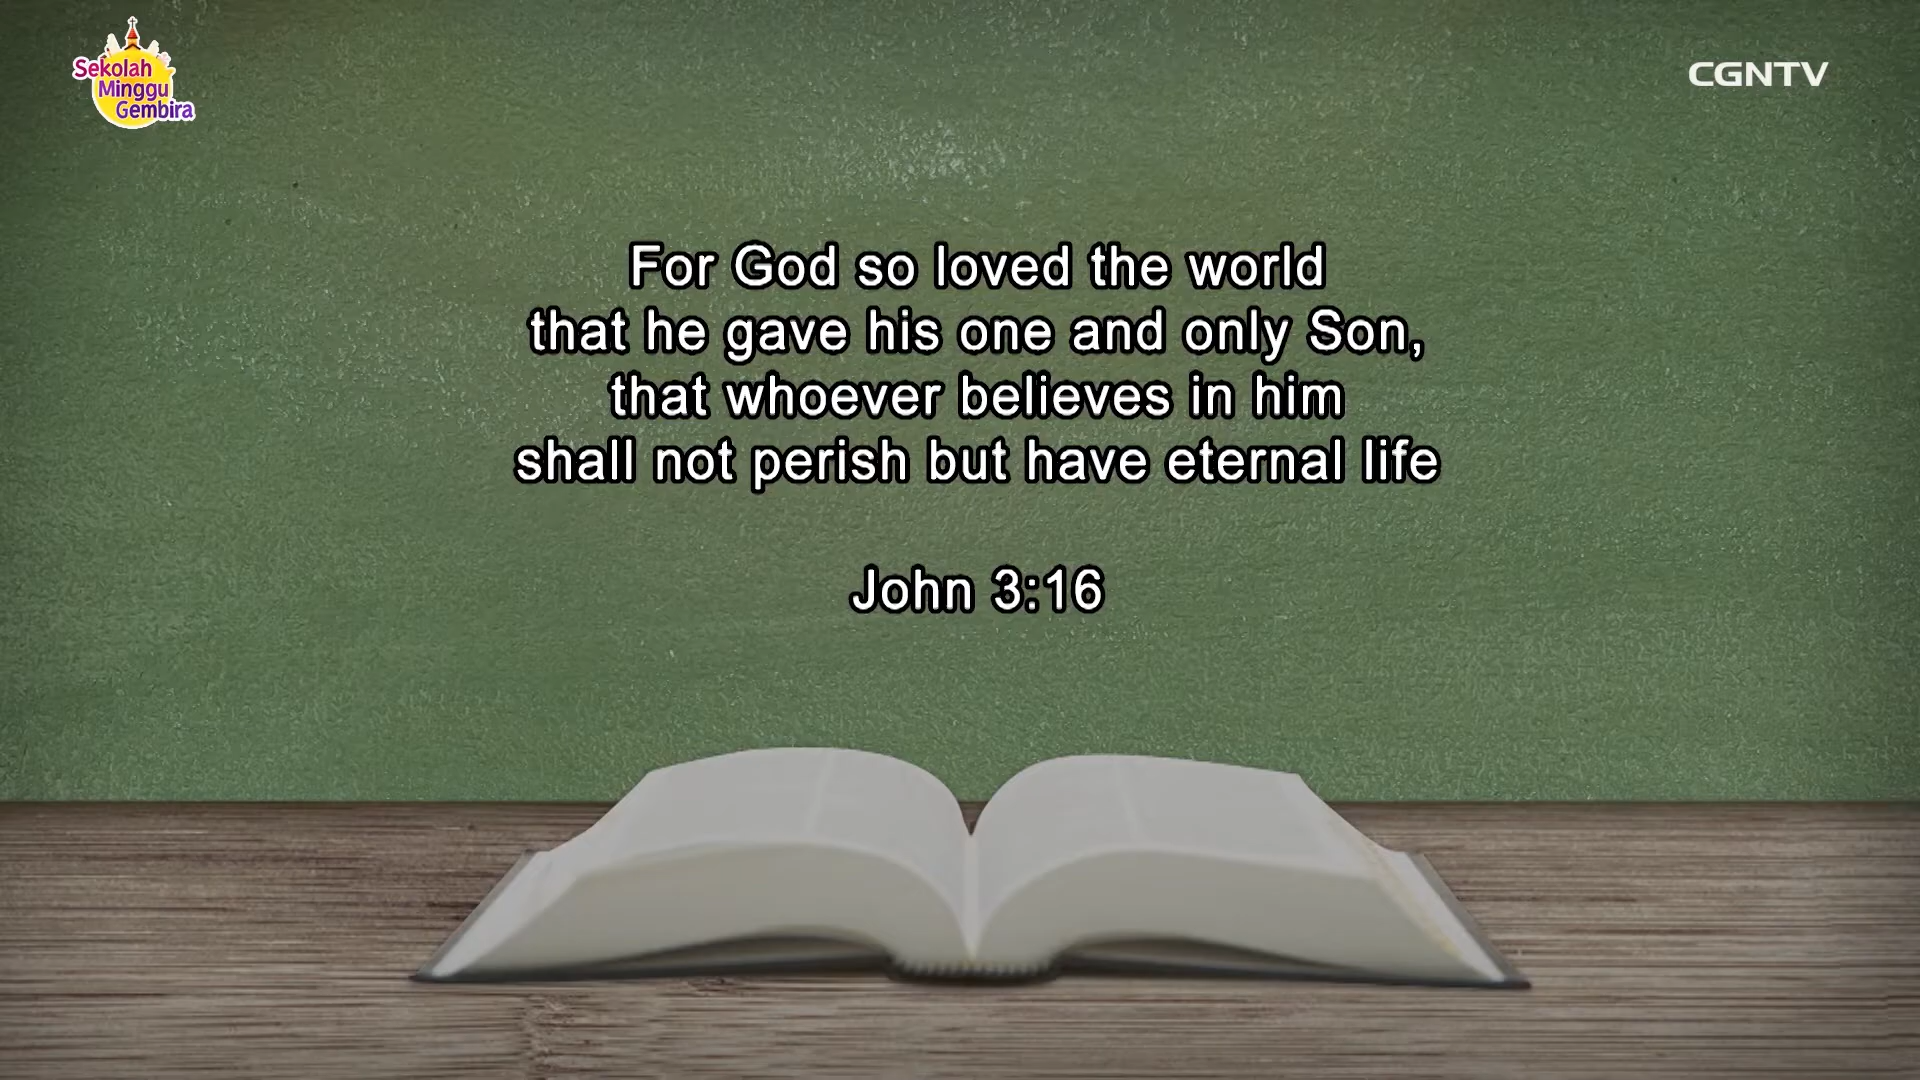 Sekolah
Minggu
Gembira
CGNTV
For God so loved the world
that he gave his one and only Son,
that whoever believes in him
shall not perish but have eternal life
John 3:16